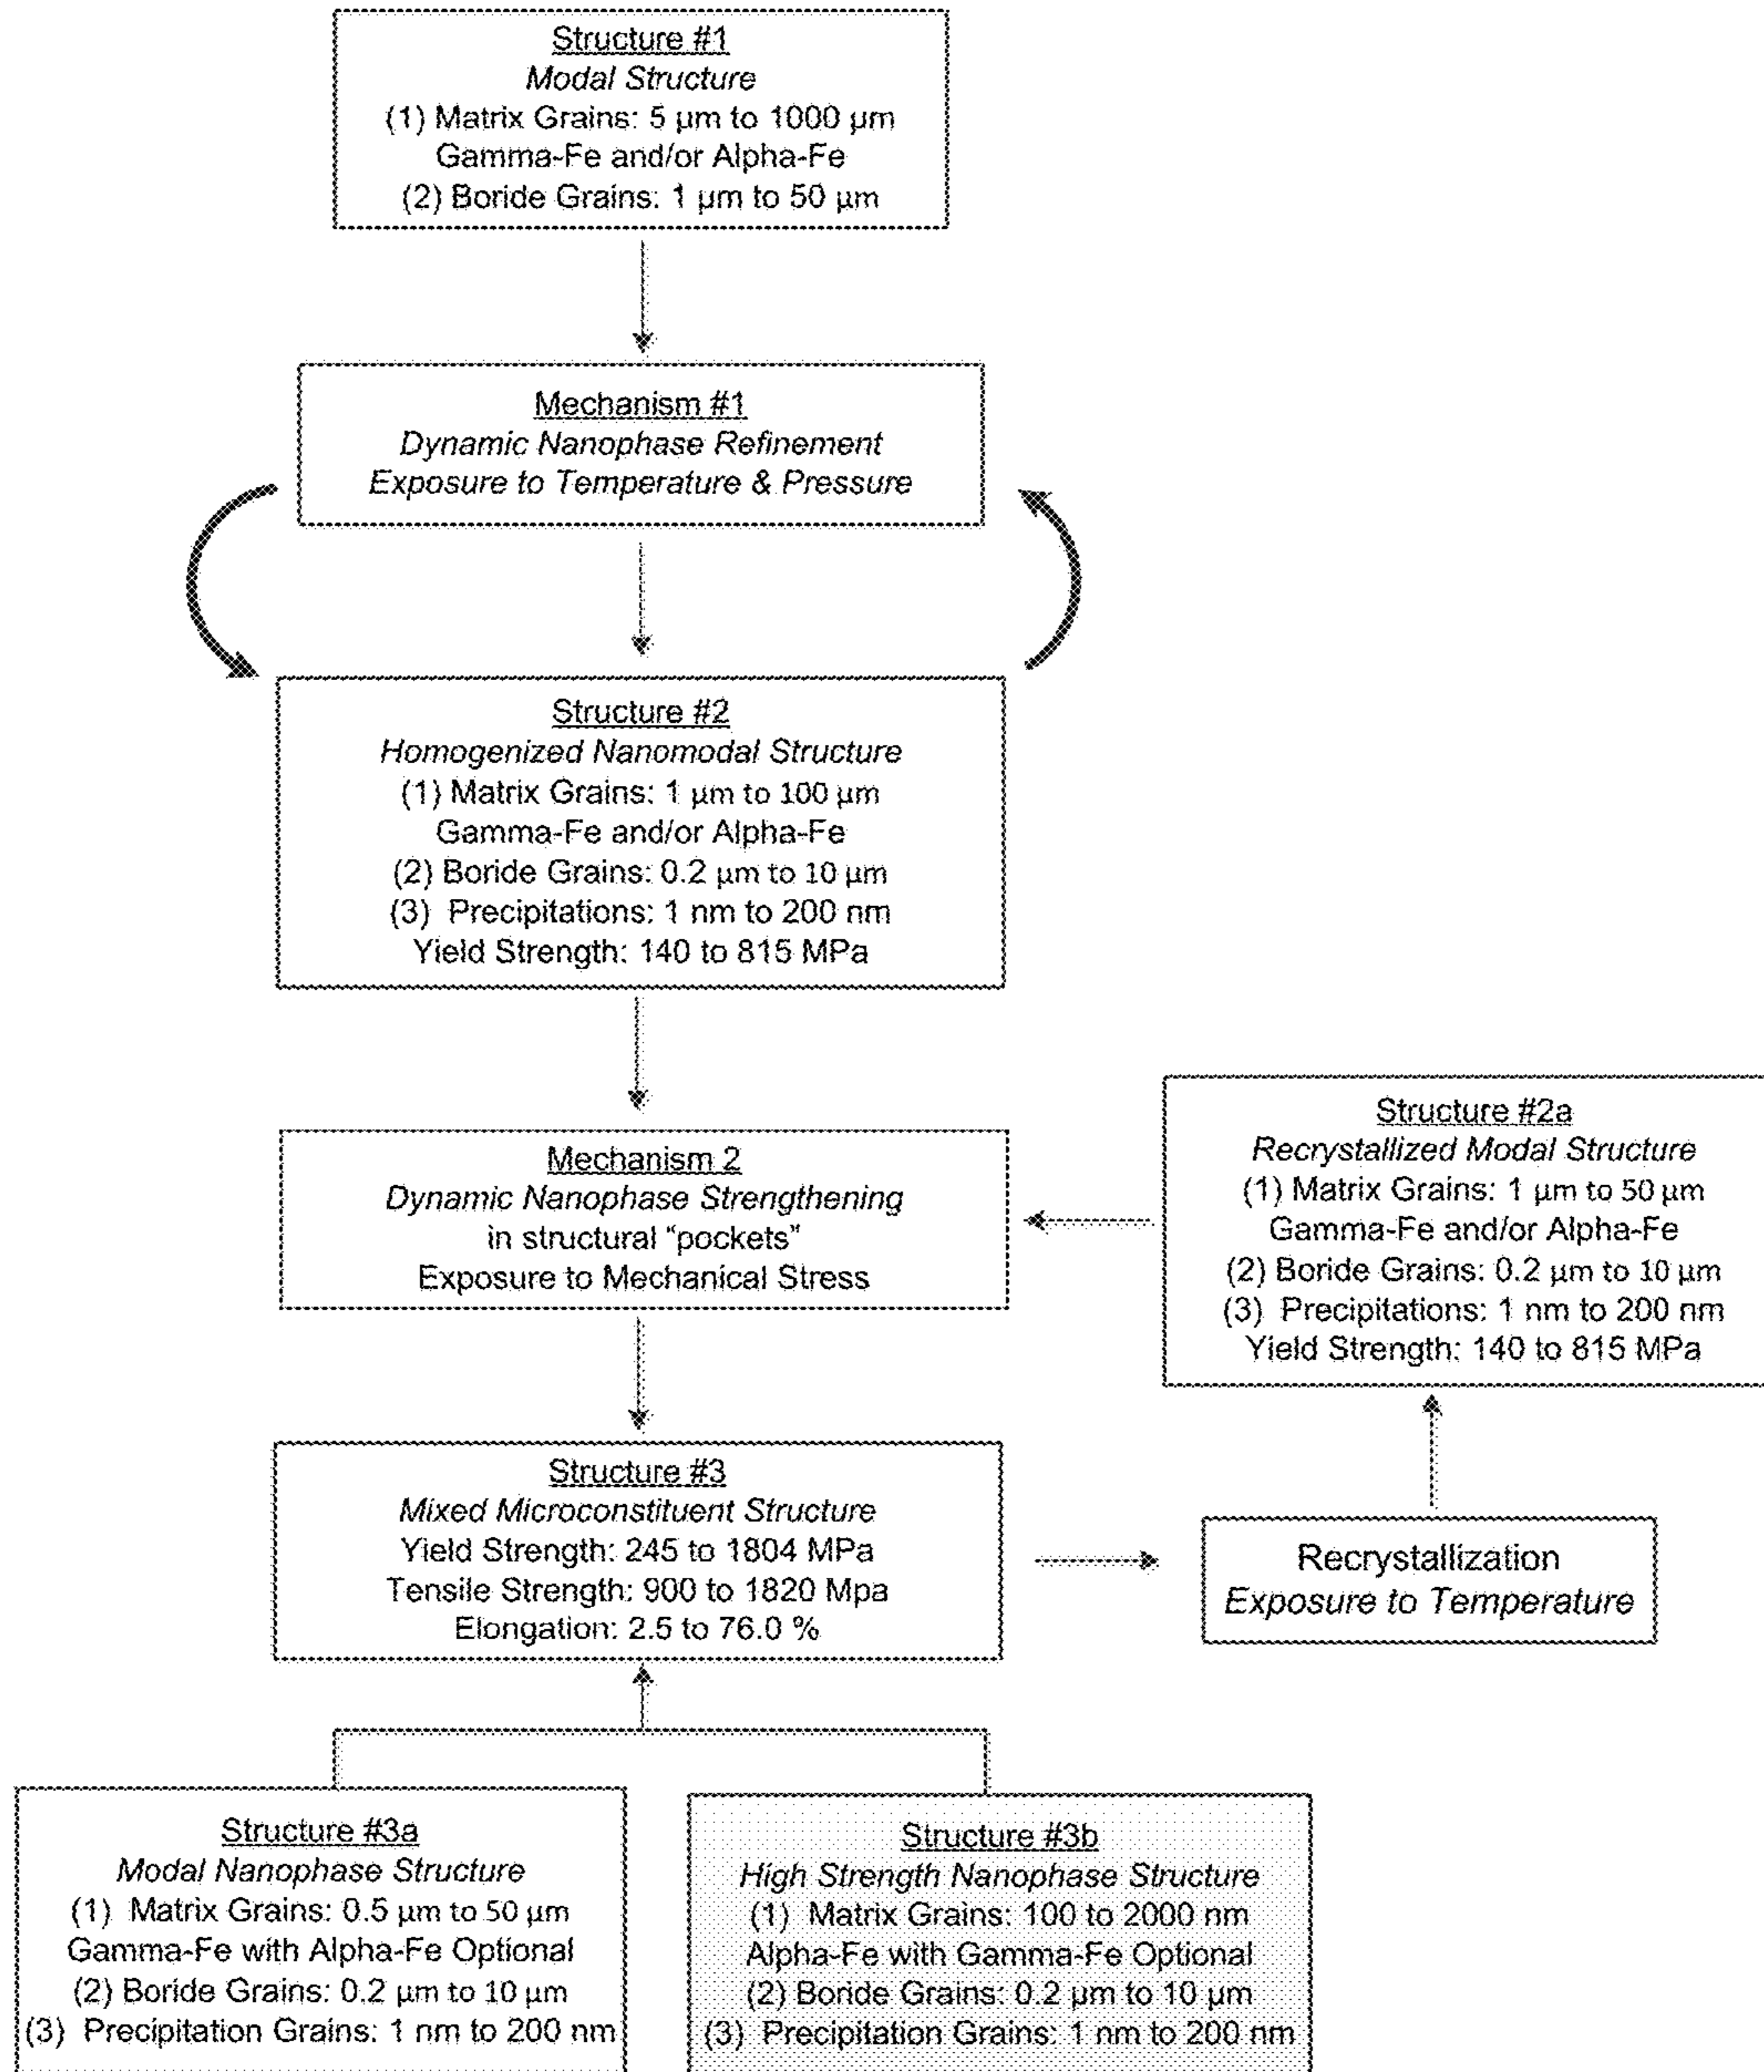 Structure #1
Modal Structure
(1) Matrix Grains: 5 µm to 1000 µm
Gamma-Fe and/or Alpha-Fe
(2) Boride Grains: 1 µm to 50 µm
Mechanism #1
Dynamic Nanophase Refinement
Exposure to Temperature & Pressure
Structure #2
Homogenized Nanomodal Structure
(1) Matrix Grains: 1 µm to 100 µm
Gamma-Fe and/or Alpha-Fe
(2) Boride Grains: 0.2 µm to 10 µm
(3) Precipitations: 1 nm to 200 nm
Yield Strength: 140 to 815 MPa
Mechanism 2
Dynamic Nanophase Strengthening
in structural “pockets”
Exposure to Mechanical Stress
Structure #2a
Recrystallized Modal Structure
(1) Matrix Grains: 1 µm to 50 µm
Gamma-Fe and/or Alpha-Fe
(2) Boride Grains: 0.2 µm to 10 µm
(3) Precipitations: 1 nm to 200 nm
Yield Strength: 140 to 815 MPa
Structure #3
Mixed Microconstituent Structure
Yield Strength: 245 to 1804 MPa
Tensile Strength: 900 to 1820 Mpa
Elongation: 2.5 to 76.0 %
Recrystallization
Exposure to Temperature
Structure #3a
Modal Nanophase Structure
(1) Matrix Grains: 0.5 µm to 50 µm
Gamma-Fe with Alpha-Fe Optional
(2) Boride Grains: 0.2 µm to 10 µm
(3) Precipitation Grains: 1 nm to 200 nm
Structure #3b
High Strength Nanophase Structure
(1) Matrix Grains: 100 to 2000 nm
Alpha-Fe with Gamma-Fe Optional
(2) Boride Grains: 0.2 µm to 10 µm
(3) Precipitation Grains: 1 nm to 200 nm